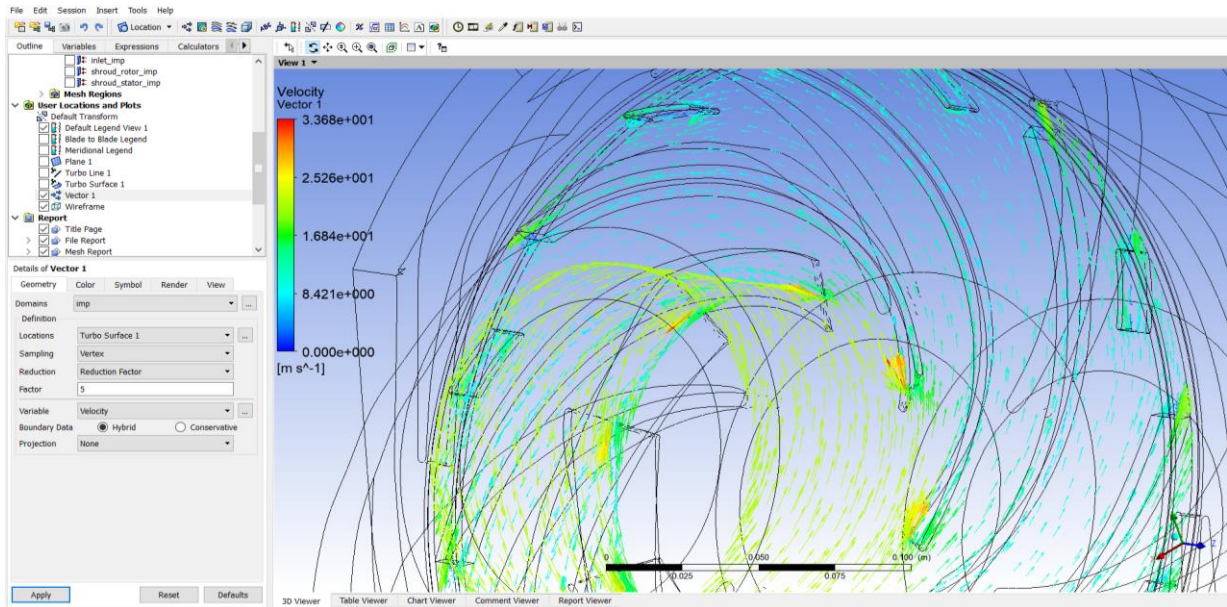 File Edit Session Insert Tools Help
Location
Outline Variables Expressions Calculators
inlet_imp
shroud_rotor_imp
shroud_stator_imp
Mesh Regions
User Locations and Plots
Default Transform
Default Legend View 1
Blade to Blade Legend
Meridional Legend
Plane 1
Turbo Line 1
Turbo Surface 1
Vector 1
Wireframe
Report
Title Page
File Report
Mesh Report
Details of Vector 1
Geometry Color Symbol Render View
Domains imp ...
Definition
Locations Turbo Surface 1 ...
Sampling Vertex
Reduction Reduction Factor
Factor 5
Variable Velocity ...
Boundary Data Hybrid Conservative
Projection None
Apply Reset Defaults
View 1
Velocity
Vector 1
3.368e+001
2.526e+001
1.684e+001
8.421e+000
0.000e+000
[m s^-1]
0 0.050 0.100 (m)
0.025 0.075
Z
3D Viewer Table Viewer Chart Viewer Comment Viewer Report Viewer